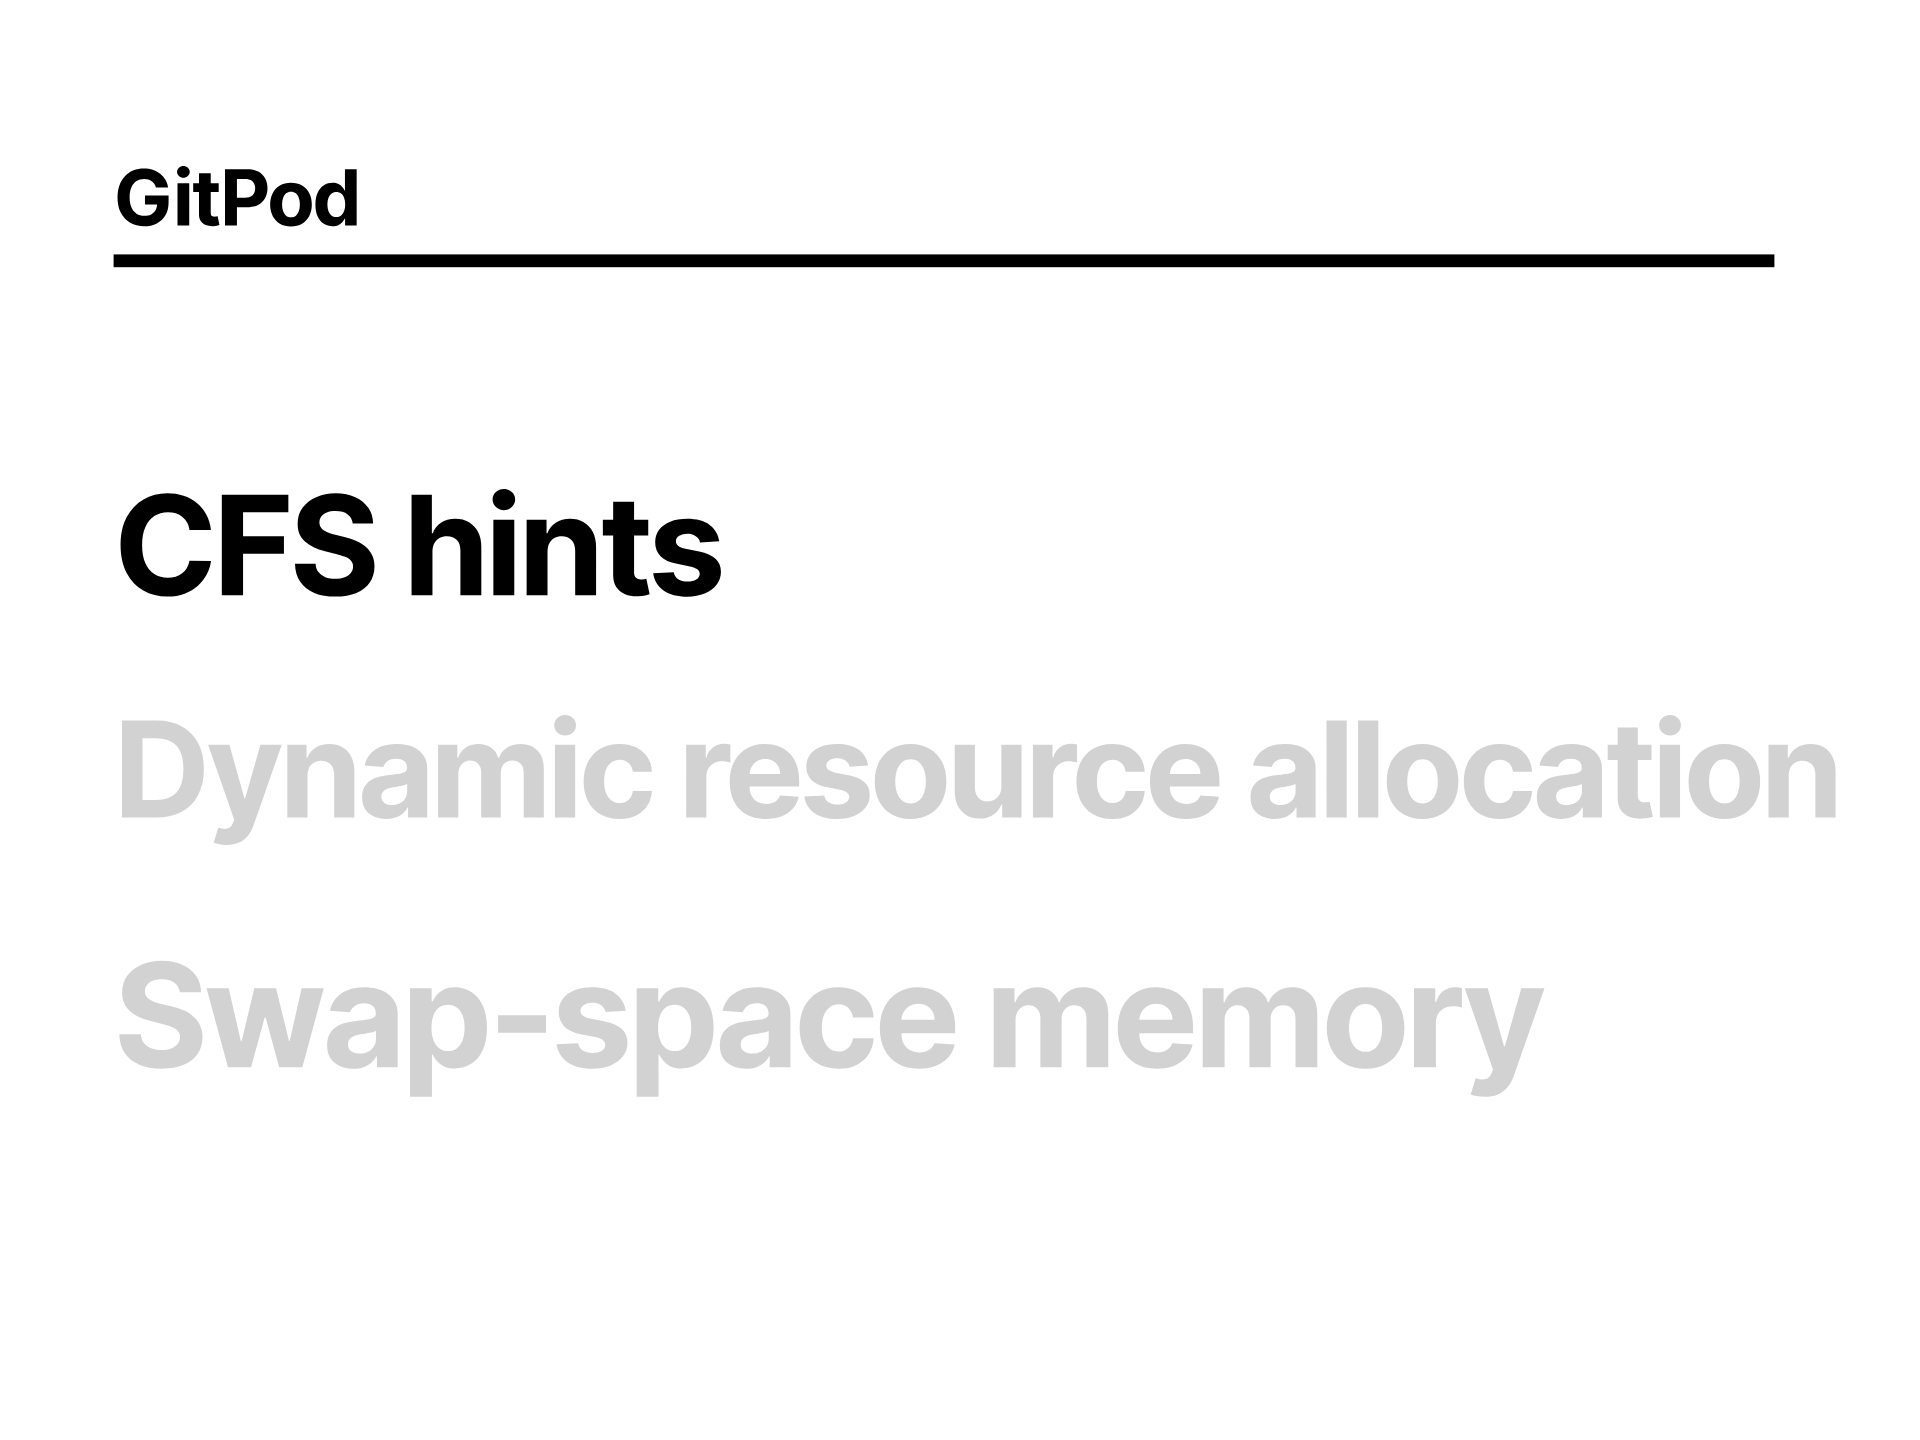 GitPod
CFS hints
Dynamic resource allocation
Swap-space memory